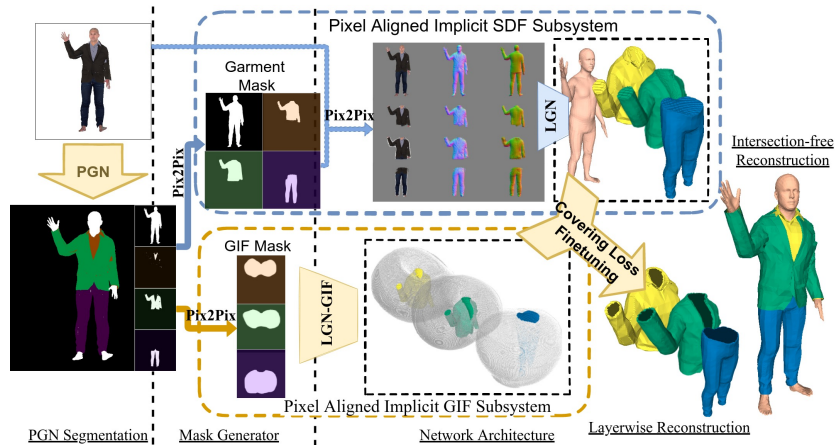 Pixel Aligned Implicit SDF Subsystem
Garment
Mask
Pix2Pix
LGN
PGN
Pix2Pix
Intersection-free
Reconstruction
GIF Mask
Pix2Pix
LGN-GIF
Covering Loss
Finetuning
Pixel Aligned Implicit GIF Subsystem
PGN Segmentation
Mask Generator
Network Architecture
Layerwise Reconstruction